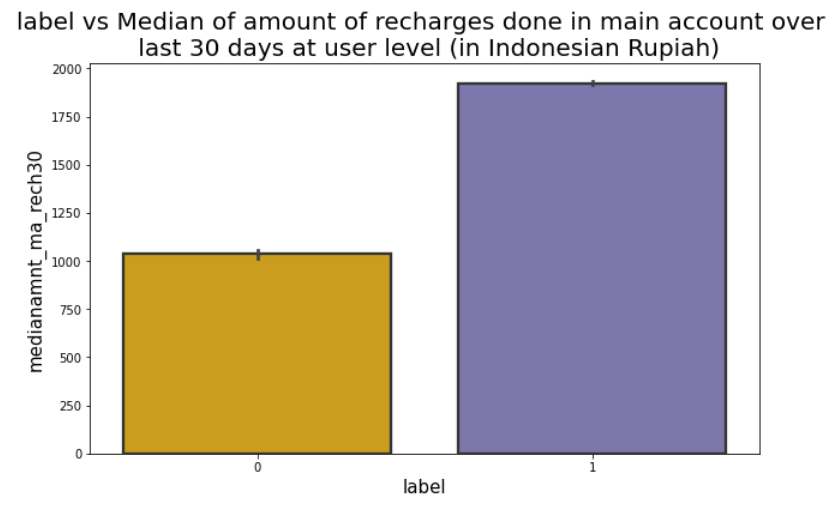 label vs Median of amount of recharges done in main account over
last 30 days at user level (in Indonesian Rupiah)
medianamnt_ma_rech30
2000
1750
1500
1250
1000
750
500
250
0
0
1
label